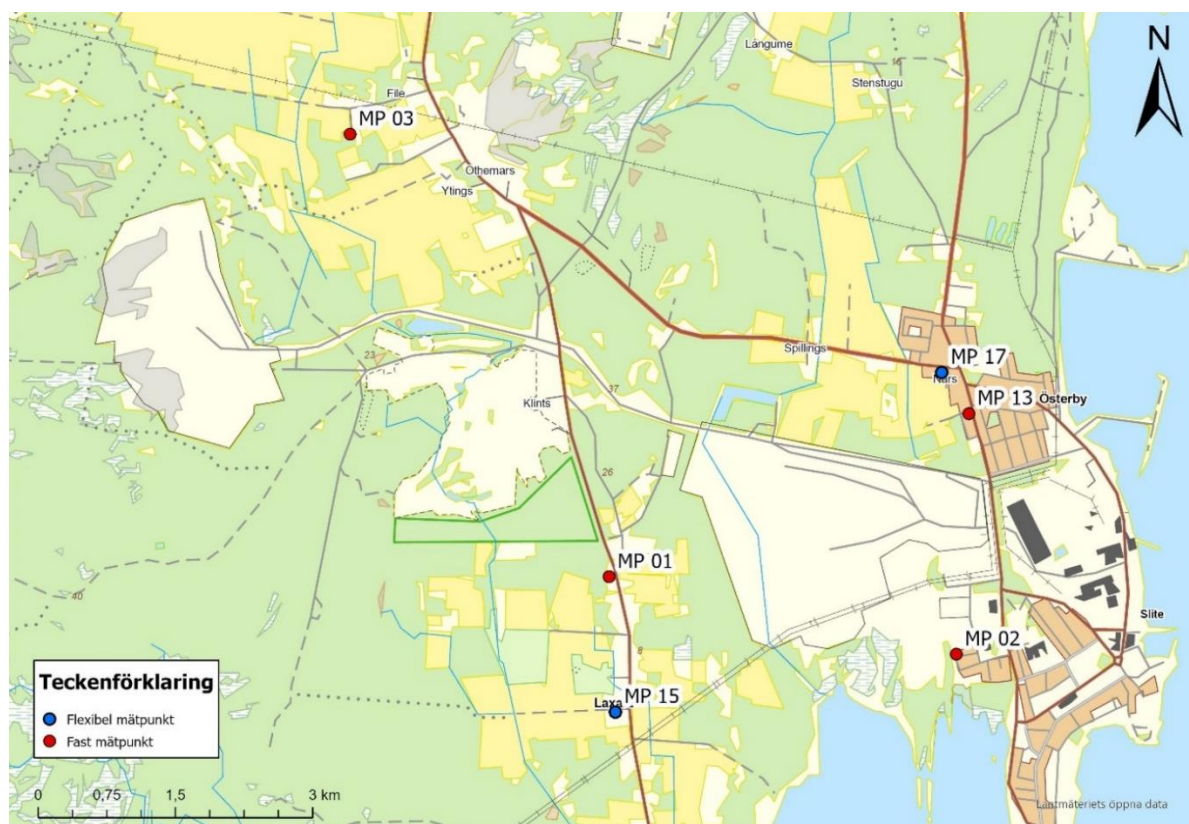 Långume
N
Stenstugu
16
1
File
MP 03
Othemars
Ytings
Spillings
MP 17
23
37
Klints
MP 13
Österby
26
MP 01
40
Slite
MP 02
8
Teckenförklaring
MP 15
Flexibel mätpunkt
Fast mätpunkt
0 0,75 1,5 3 km
Lantmäteriets öppna data